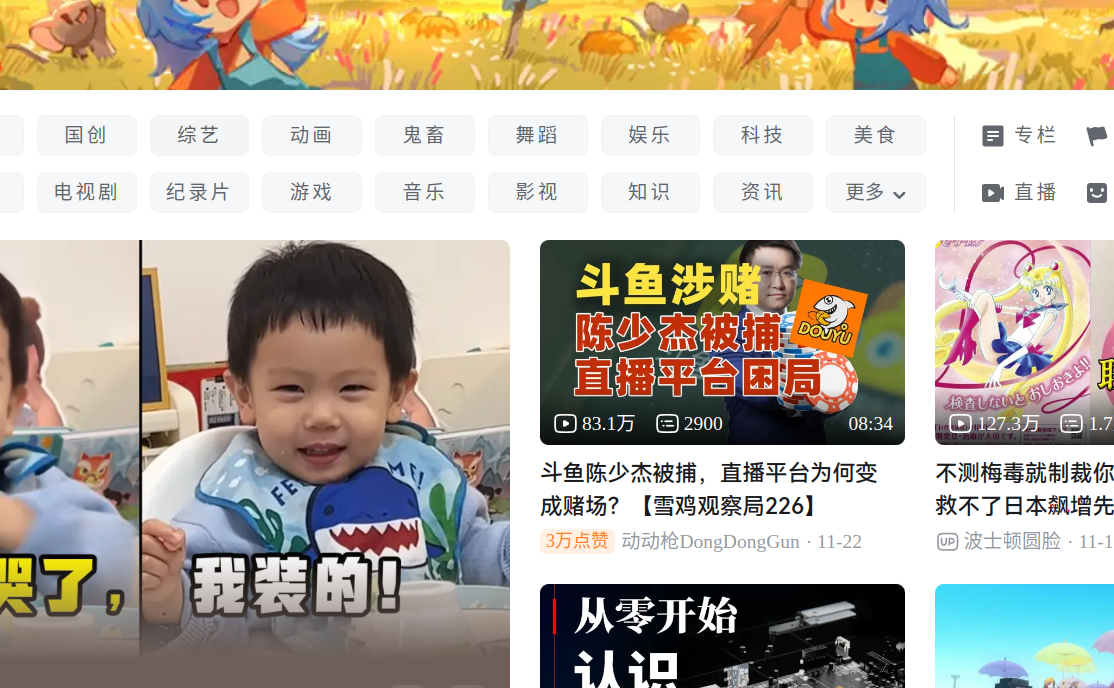 国创 综艺 动画 鬼畜 舞蹈 娱乐 科技 美食 专栏
电视剧 纪录片 游戏 音乐 影视 知识 资讯 更多 直播
哭了，
我装的！
斗鱼涉赌
陈少杰被捕
直播平台困局
DOUYU
83.1万 2900 08:34
斗鱼陈少杰被捕，直播平台为何变
成赌场？【雪鸡观察局226】
3万点赞 动动枪DongDongGun · 11-22
検査しないとおしおきよ!!
127.3万 1.7
不测梅毒就制裁你
救不了日本飙增先
UP 波士顿圆脸 · 11-1
从零开始
认识